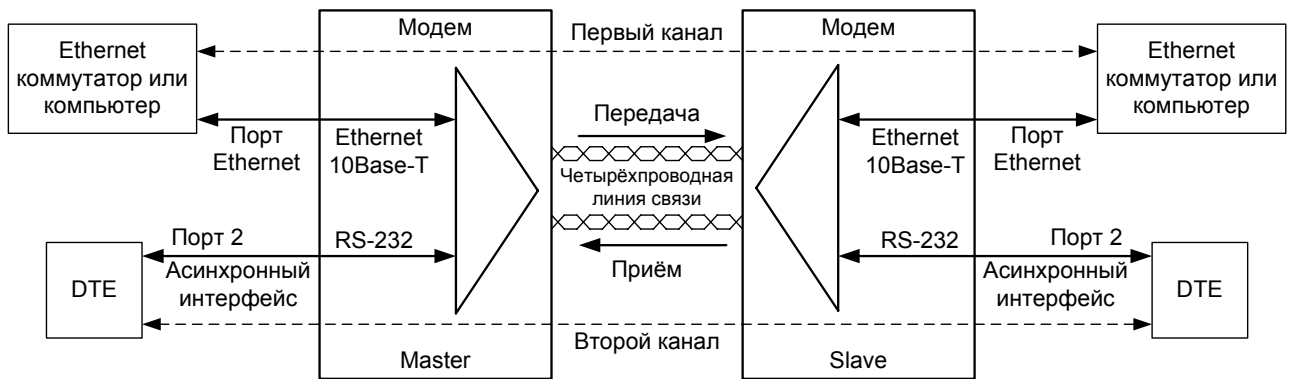 Модем
Первый канал
Модем
Ethernet
коммутатор или
компьютер
Ethernet
коммутатор или
компьютер
Передача
Порт
Ethernet
Ethernet
10Base-T
Ethernet
10Base-T
Порт
Ethernet
Четырёхпроводная
линия связи
Порт 2
RS-232
RS-232
Порт 2
Приём
DTE
Асинхронный
интерфейс
Асинхронный
интерфейс
DTE
Второй канал
Master
Slave